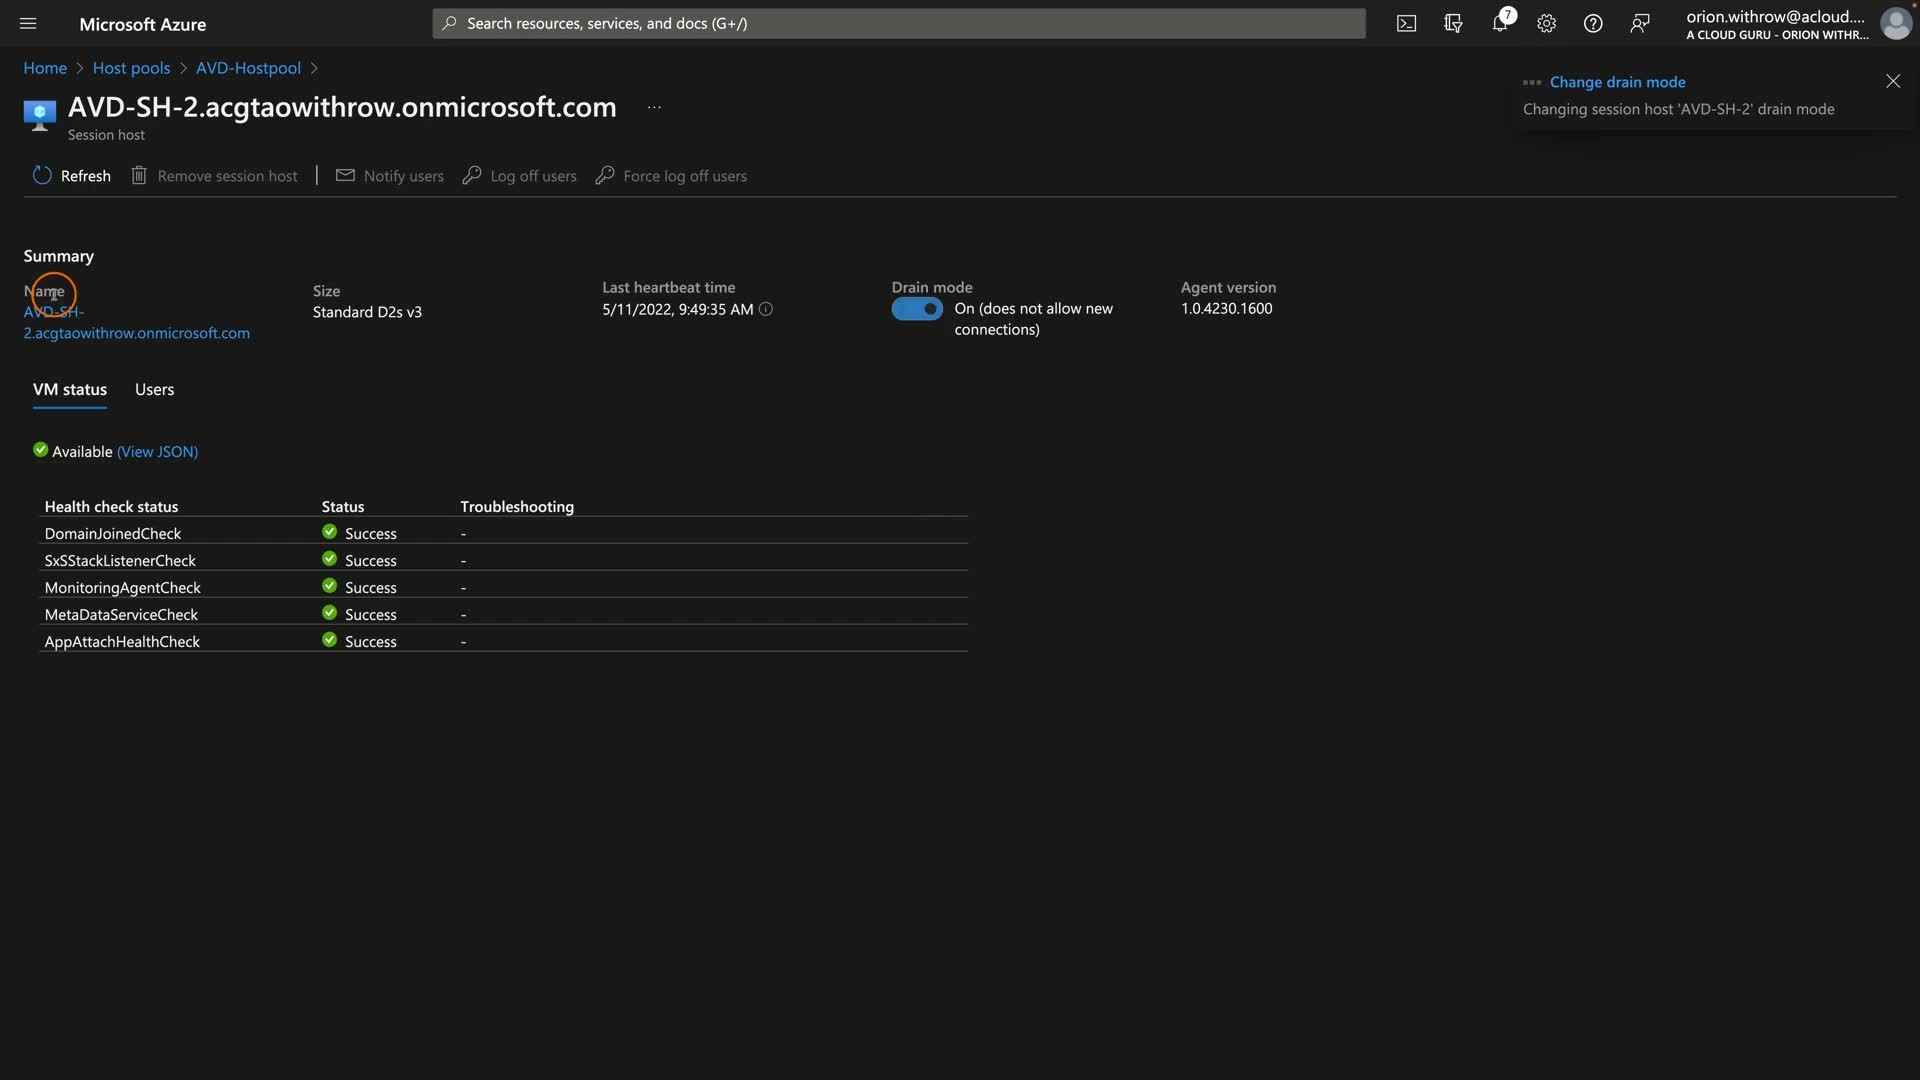 Microsoft Azure
Search resources, services, and docs (G+/)
7
orion.withrow@acloud....
A CLOUD GURU - ORION WITHR...
Home > Host pools > AVD-Hostpool >
Change drain mode
Changing session host 'AVD-SH-2' drain mode
AVD-SH-2.acgtaowithrow.onmicrosoft.com ...
Session host
Refresh Remove session host | Notify users Log off users Force log off users
Summary
Name
AVD-SH-
2.acgtaowithrow.onmicrosoft.com
Size
Standard D2s v3
Last heartbeat time
5/11/2022, 9:49:35 AM
Drain mode
On (does not allow new
connections)
Agent version
1.0.4230.1600
VM status Users
Available (View JSON)
Health check status Status Troubleshooting
DomainJoinedCheck Success -
SxSStackListenerCheck Success -
MonitoringAgentCheck Success -
MetaDataServiceCheck Success -
AppAttachHealthCheck Success -